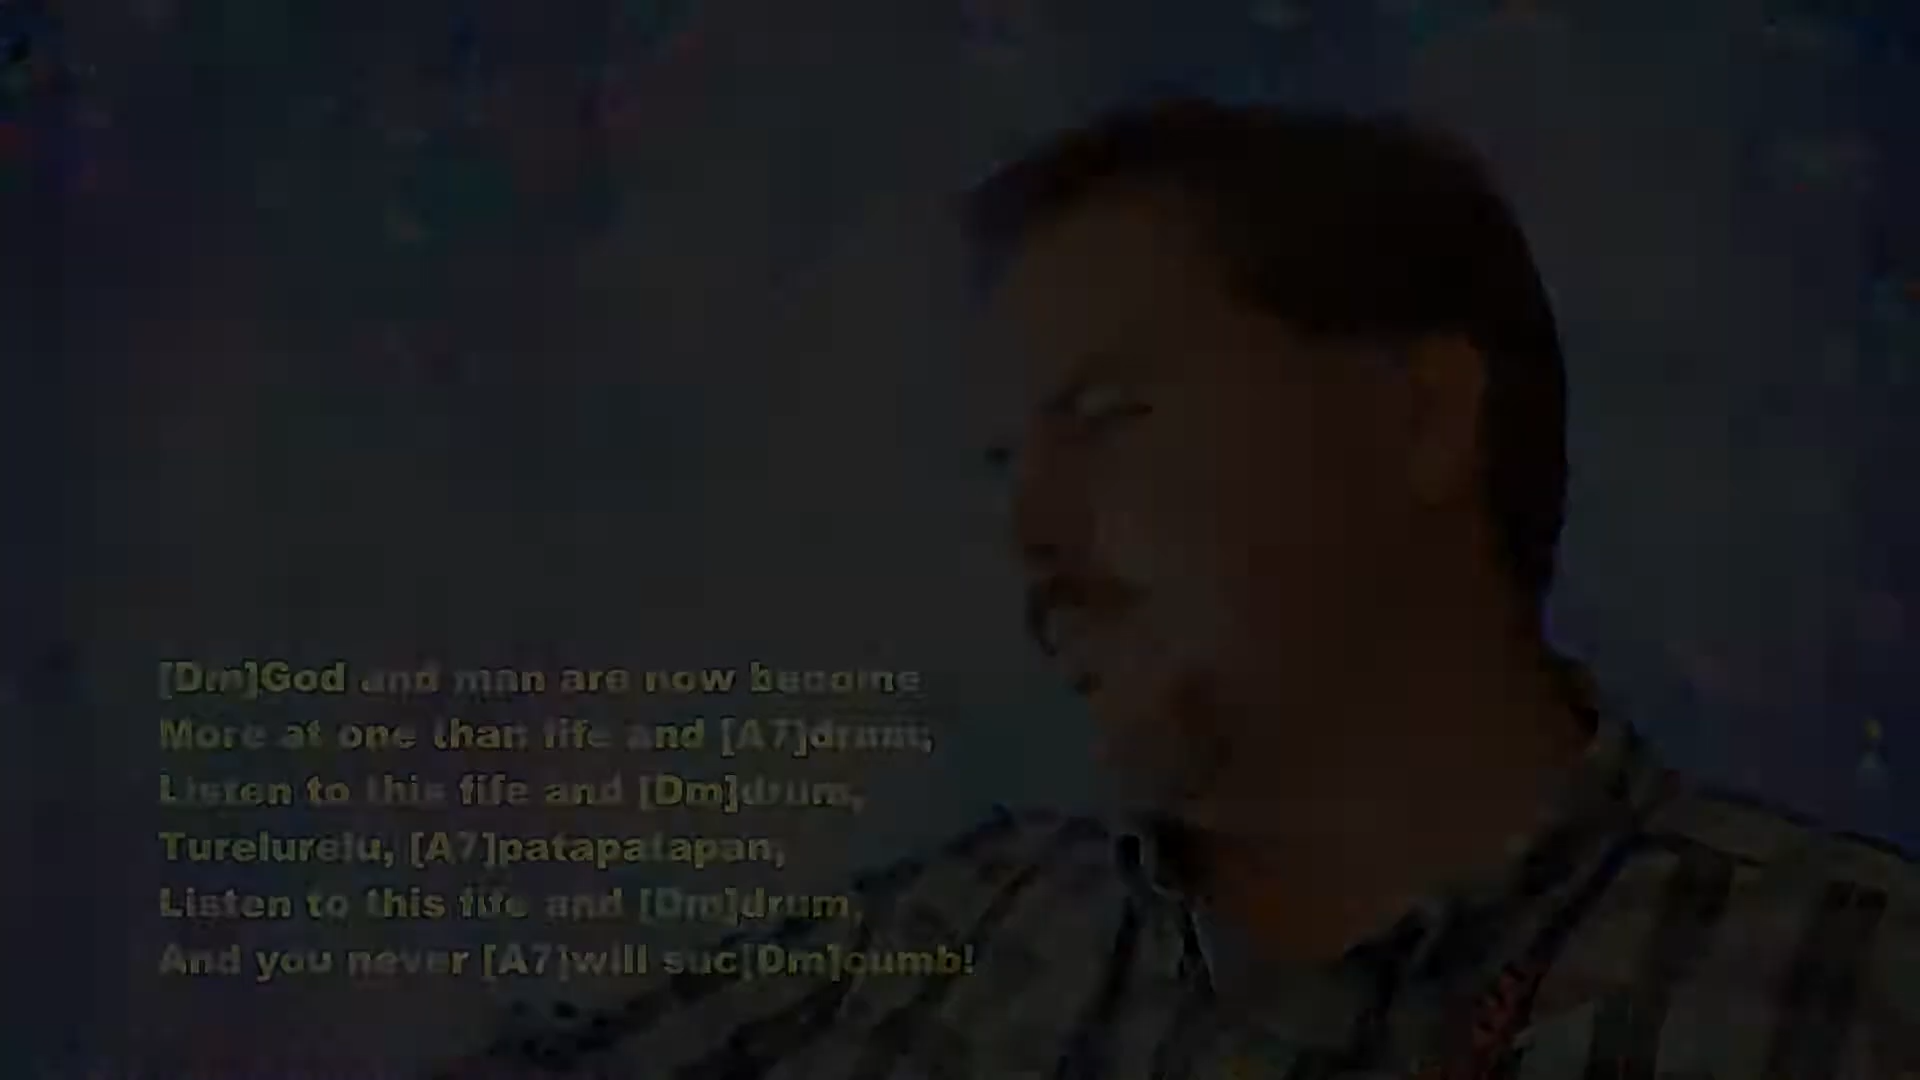 [Dm]God and man are now become
More at one than fife and [A7]drum;
Listen to this fife and [Dm]drum,
Turelurelu, [A7]patapatapan,
Listen to this fife and [Dm]drum,
And you never [A7]will suc[Dm]cumb!